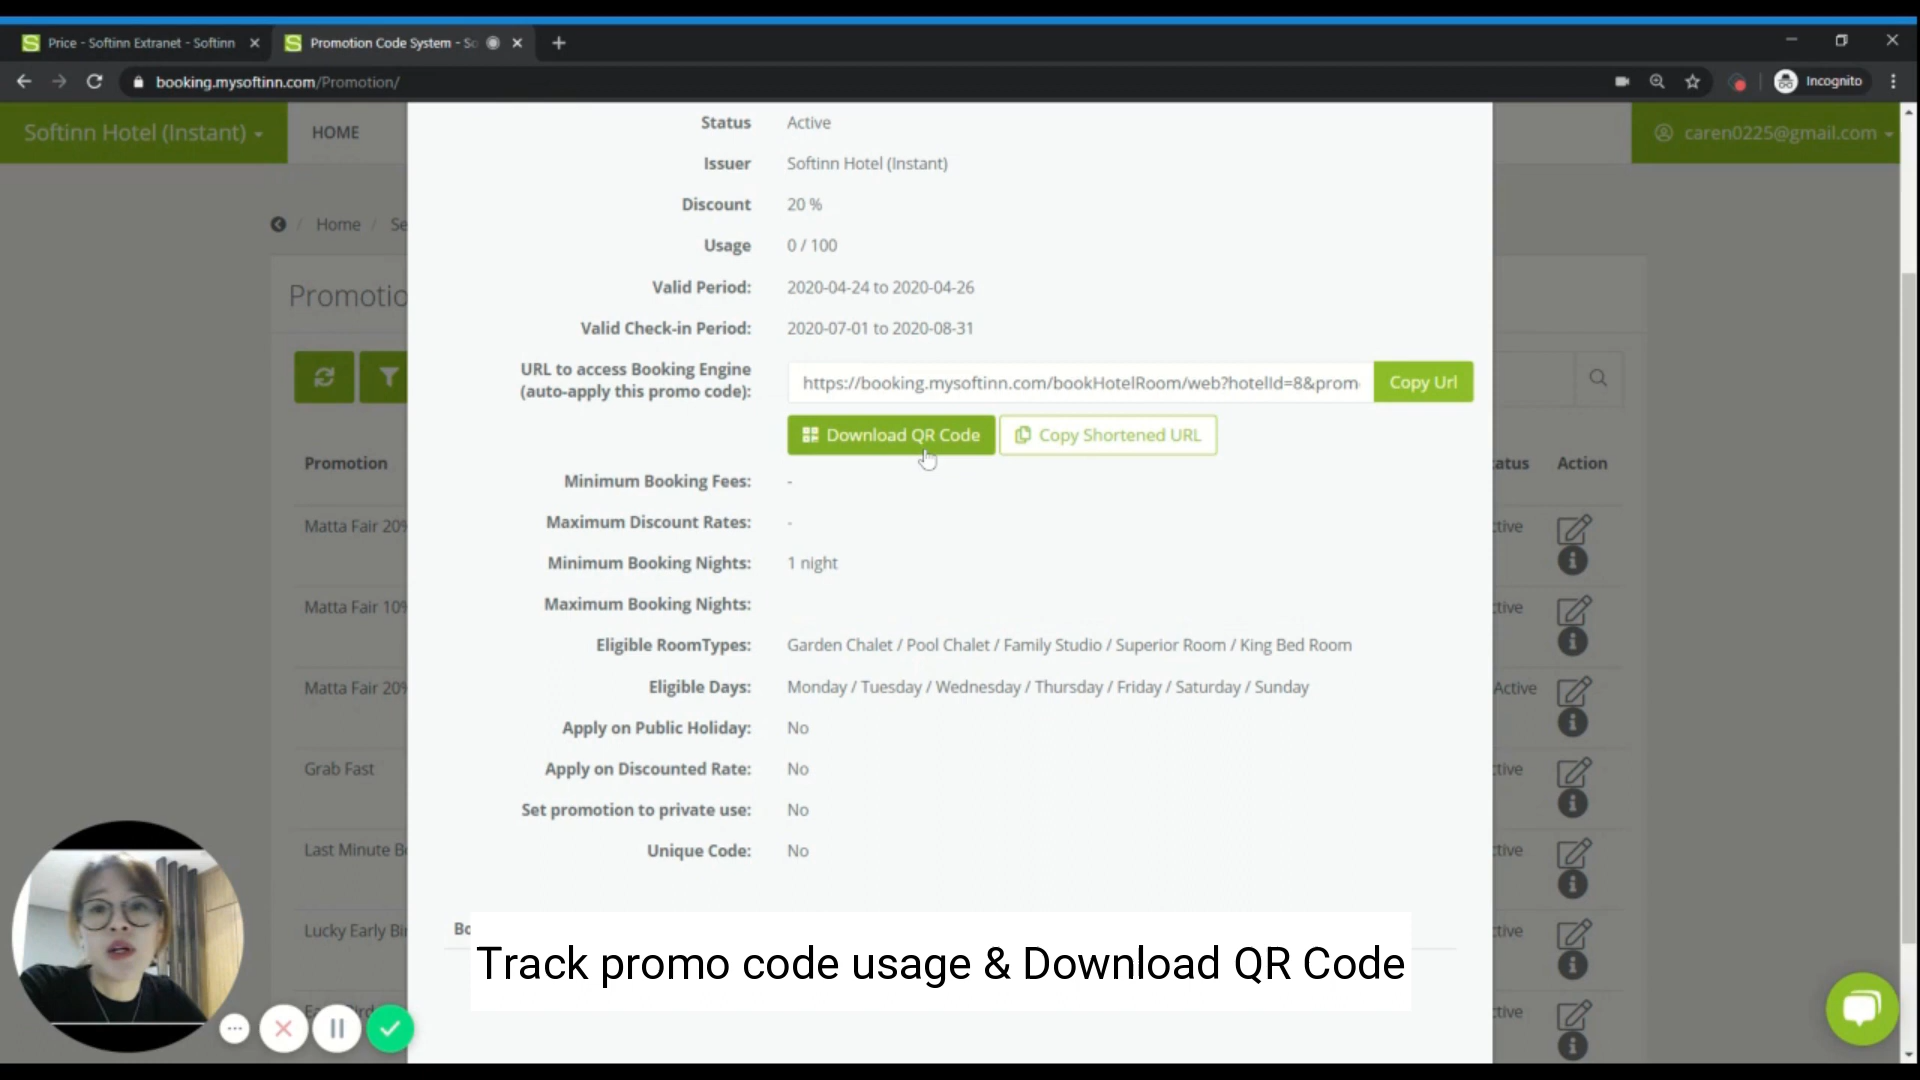 Price - Softinn Extranet - Softinn
Promotion Code System - So
booking.mysoftinn.com/Promotion/
Incognito
Softinn Hotel (Instant)
HOME
caren0225@gmail.com
Home / Se
Promotio
Status Active
Issuer Softinn Hotel (Instant)
Discount 20 %
Usage 0 / 100
Valid Period: 2020-04-24 to 2020-04-26
Valid Check-in Period: 2020-07-01 to 2020-08-31
URL to access Booking Engine
(auto-apply this promo code):
https://booking.mysoftinn.com/bookHotelRoom/web?hotelId=8&prom
Copy Url
Download QR Code
Copy Shortened URL
Minimum Booking Fees: -
Maximum Discount Rates: -
Minimum Booking Nights: 1 night
Maximum Booking Nights:
Eligible RoomTypes: Garden Chalet / Pool Chalet / Family Studio / Superior Room / King Bed Room
Eligible Days: Monday / Tuesday / Wednesday / Thursday / Friday / Saturday / Sunday
Apply on Public Holiday: No
Apply on Discounted Rate: No
Set promotion to private use: No
Unique Code: No
Promotion
atus Action
Matta Fair 20%
ctive
Matta Fair 10%
ctive
Matta Fair 20%
Active
Grab Fast
ctive
Last Minute B
ctive
Lucky Early Bi
ctive
ctive
Bo
Track promo code usage & Download QR Code